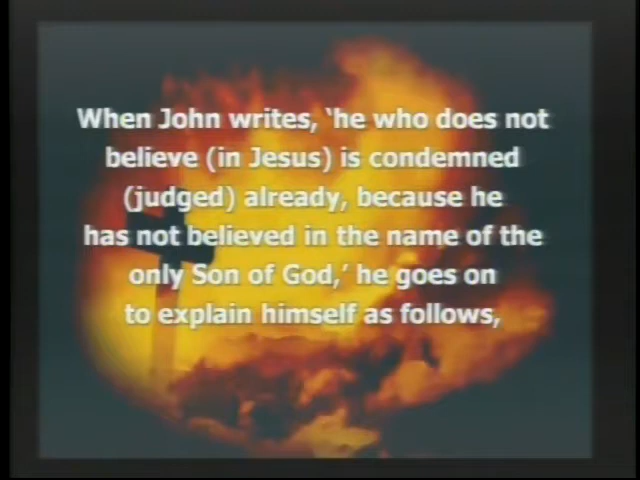 When John writes, ‘he who does not
believe (in Jesus) is condemned
(judged) already, because he
has not believed in the name of the
only Son of God,’ he goes on
to explain himself as follows,